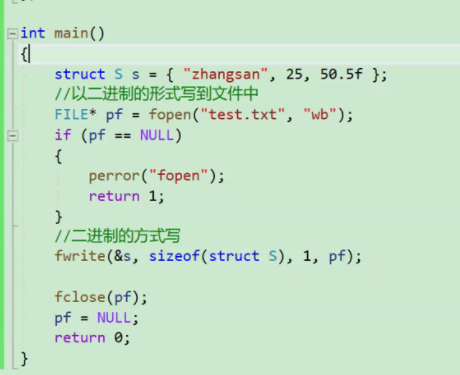 int main()
{
struct S s = { "zhangsan", 25, 50.5f };
//以二进制的形式写到文件中
FILE* pf = fopen("test.txt", "wb");
if (pf == NULL)
{
perror("fopen");
return 1;
}
//二进制的方式写
fwrite(&s, sizeof(struct S), 1, pf);
fclose(pf);
pf = NULL;
return 0;
}